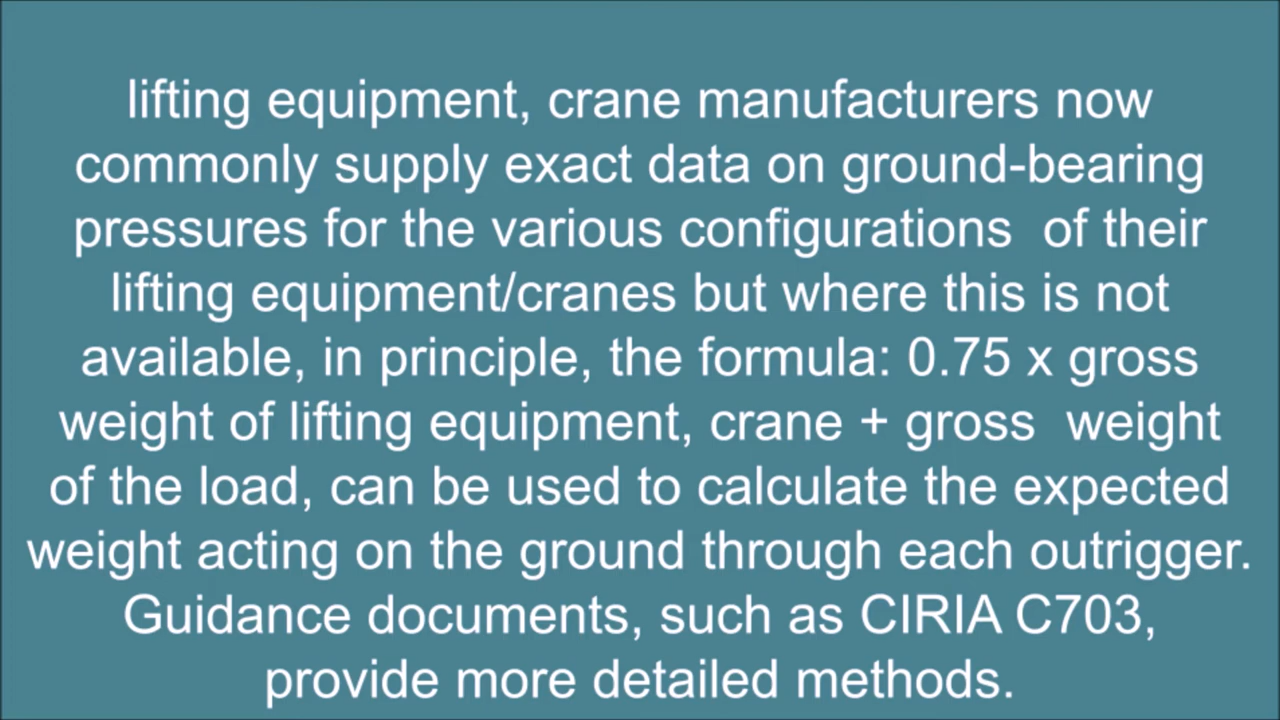 lifting equipment, crane manufacturers now
commonly supply exact data on ground-bearing
pressures for the various configurations  of their
lifting equipment/cranes but where this is not
available, in principle, the formula: 0.75 x gross
weight of lifting equipment, crane + gross  weight
of the load, can be used to calculate the expected
weight acting on the ground through each outrigger.
Guidance documents, such as CIRIA C703,
provide more detailed methods.